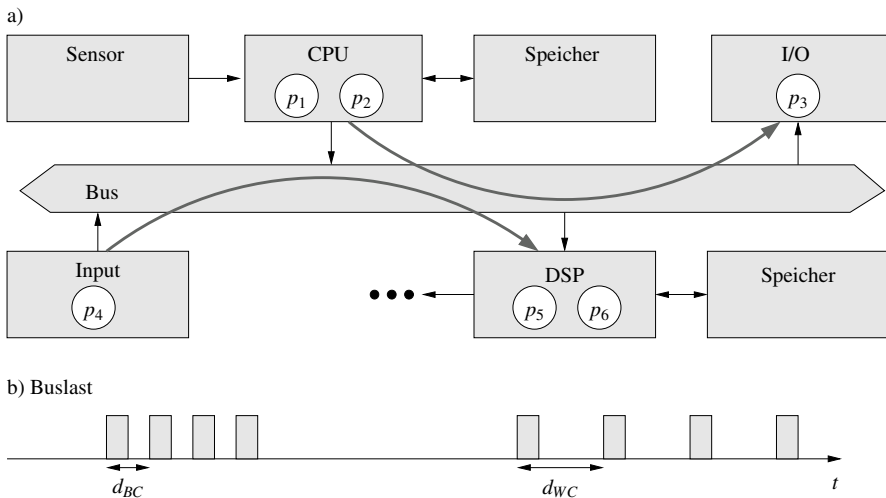 a)
Sensor
CPU
Speicher
I/O
p1
p2
p3
Bus
Input
DSP
Speicher
p4
p5
p6
b) Buslast
dBC
dWC
t